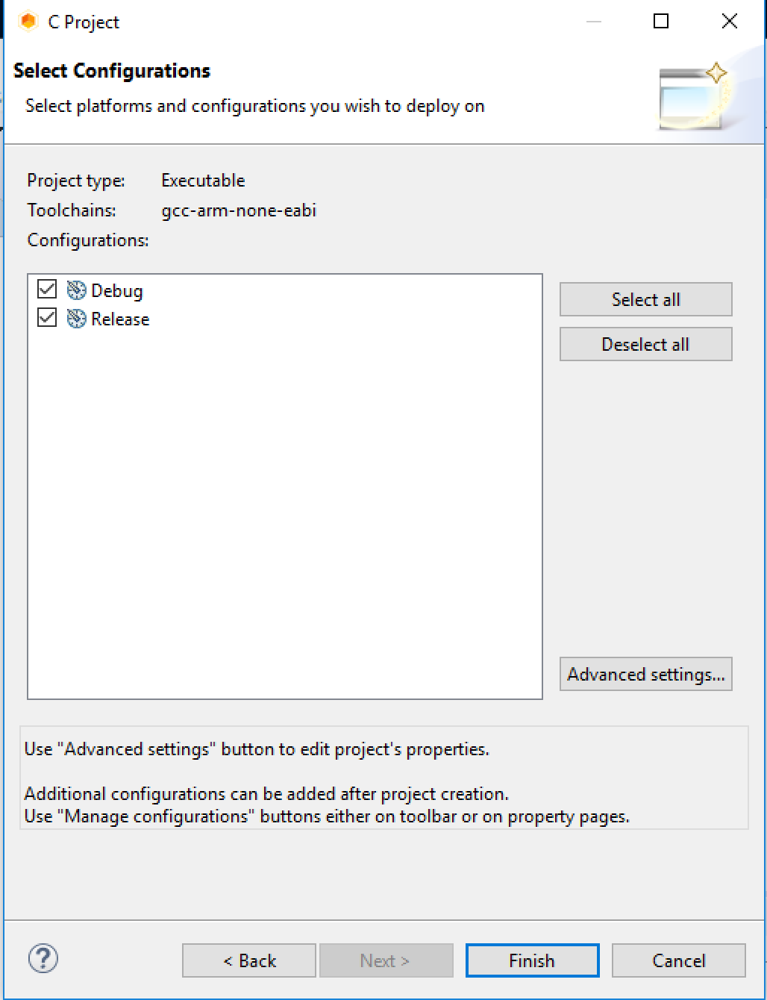 C Project
Select Configurations
Select platforms and configurations you wish to deploy on
Project type: Executable
Toolchains: gcc-arm-none-eabi
Configurations:
Debug
Release
Select all
Deselect all
Advanced settings...
Use "Advanced settings" button to edit project's properties.
Additional configurations can be added after project creation.
Use "Manage configurations" buttons either on toolbar or on property pages.
? < Back Next > Finish Cancel